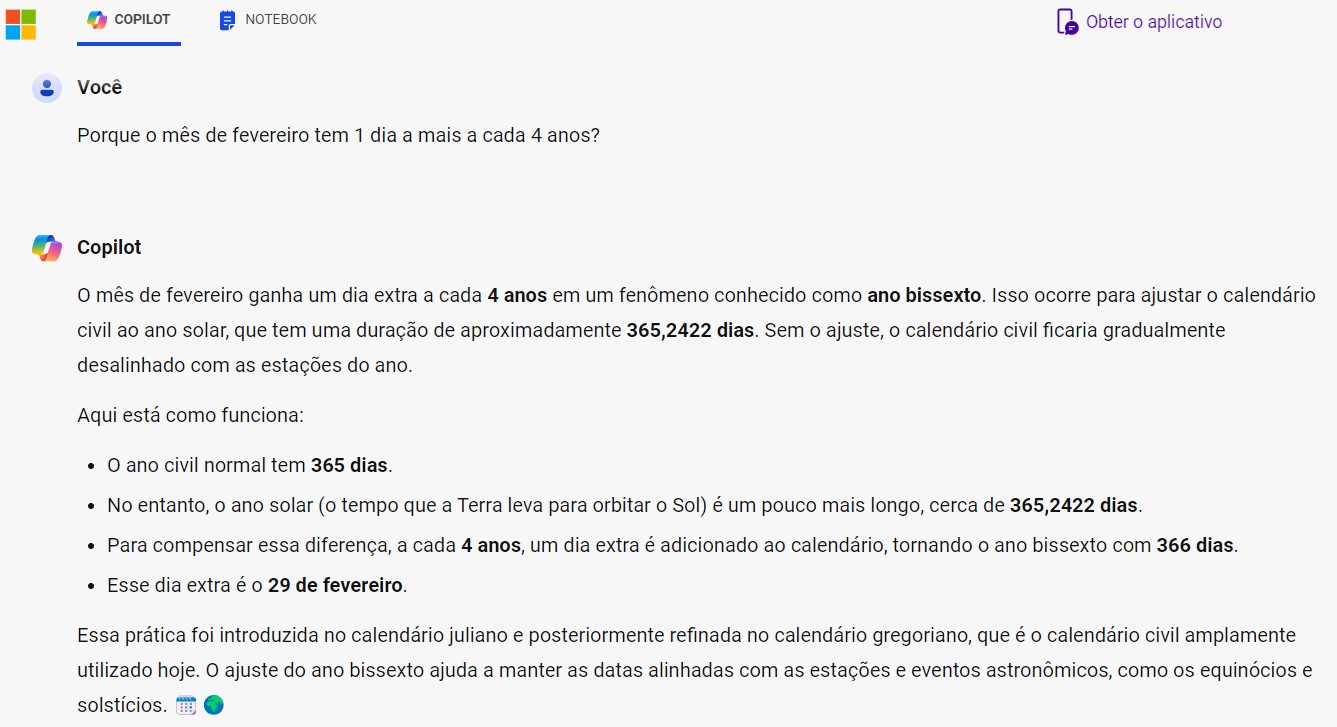 COPILOT NOTEBOOK Obter o aplicativo
Você
Porque o mês de fevereiro tem 1 dia a mais a cada 4 anos?
Copilot
O mês de fevereiro ganha um dia extra a cada 4 anos em um fenômeno conhecido como ano bissexto. Isso ocorre para ajustar o calendário
civil ao ano solar, que tem uma duração de aproximadamente 365,2422 dias. Sem o ajuste, o calendário civil ficaria gradualmente
desalinhado com as estações do ano.
Aqui está como funciona:
• O ano civil normal tem 365 dias.
• No entanto, o ano solar (o tempo que a Terra leva para orbitar o Sol) é um pouco mais longo, cerca de 365,2422 dias.
• Para compensar essa diferença, a cada 4 anos, um dia extra é adicionado ao calendário, tornando o ano bissexto com 366 dias.
• Esse dia extra é o 29 de fevereiro.
Essa prática foi introduzida no calendário juliano e posteriormente refinada no calendário gregoriano, que é o calendário civil amplamente
utilizado hoje. O ajuste do ano bissexto ajuda a manter as datas alinhadas com as estações e eventos astronômicos, como os equinócios e
solstícios. 🗓️🌍